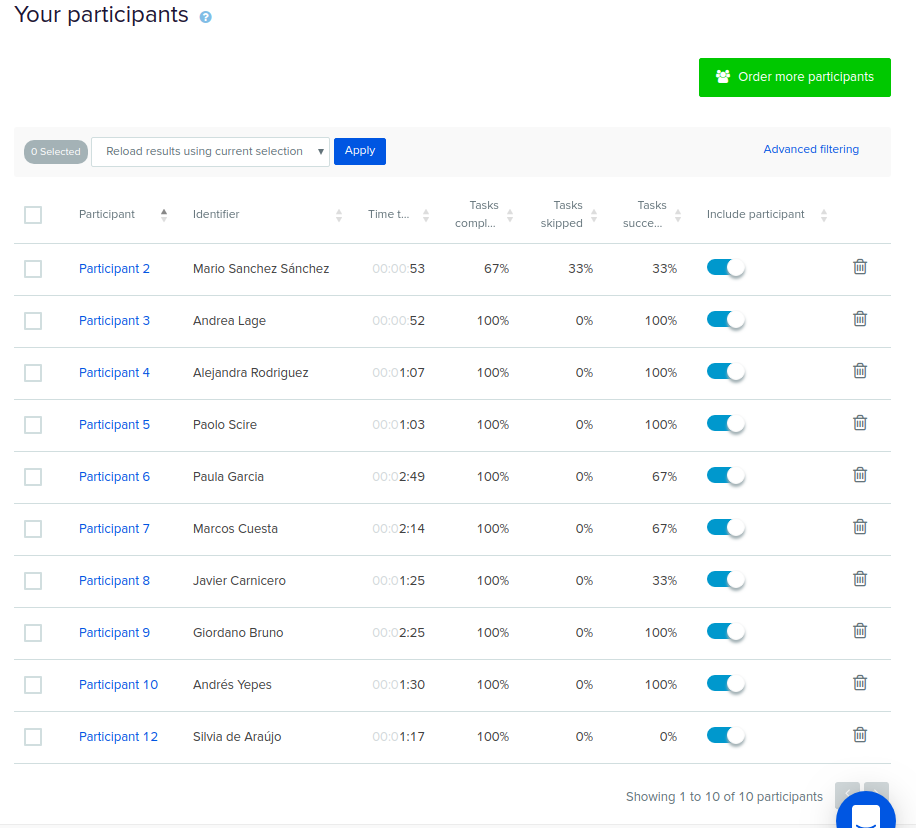 Your participants ?
Order more participants
0 Selected Reload results using current selection Apply Advanced filtering
Participant Identifier Time t... Tasks compl... Tasks skipped Tasks succe... Include participant
Participant 2 Mario Sanchez Sánchez 00:00:53 67% 33% 33%
Participant 3 Andrea Lage 00:00:52 100% 0% 100%
Participant 4 Alejandra Rodriguez 00:01:07 100% 0% 100%
Participant 5 Paolo Scire 00:01:03 100% 0% 100%
Participant 6 Paula Garcia 00:02:49 100% 0% 67%
Participant 7 Marcos Cuesta 00:02:14 100% 0% 67%
Participant 8 Javier Carnicero 00:01:25 100% 0% 33%
Participant 9 Giordano Bruno 00:02:25 100% 0% 100%
Participant 10 Andrés Yepes 00:01:30 100% 0% 100%
Participant 12 Silvia de Araújo 00:01:17 100% 0% 0%
Showing 1 to 10 of 10 participants